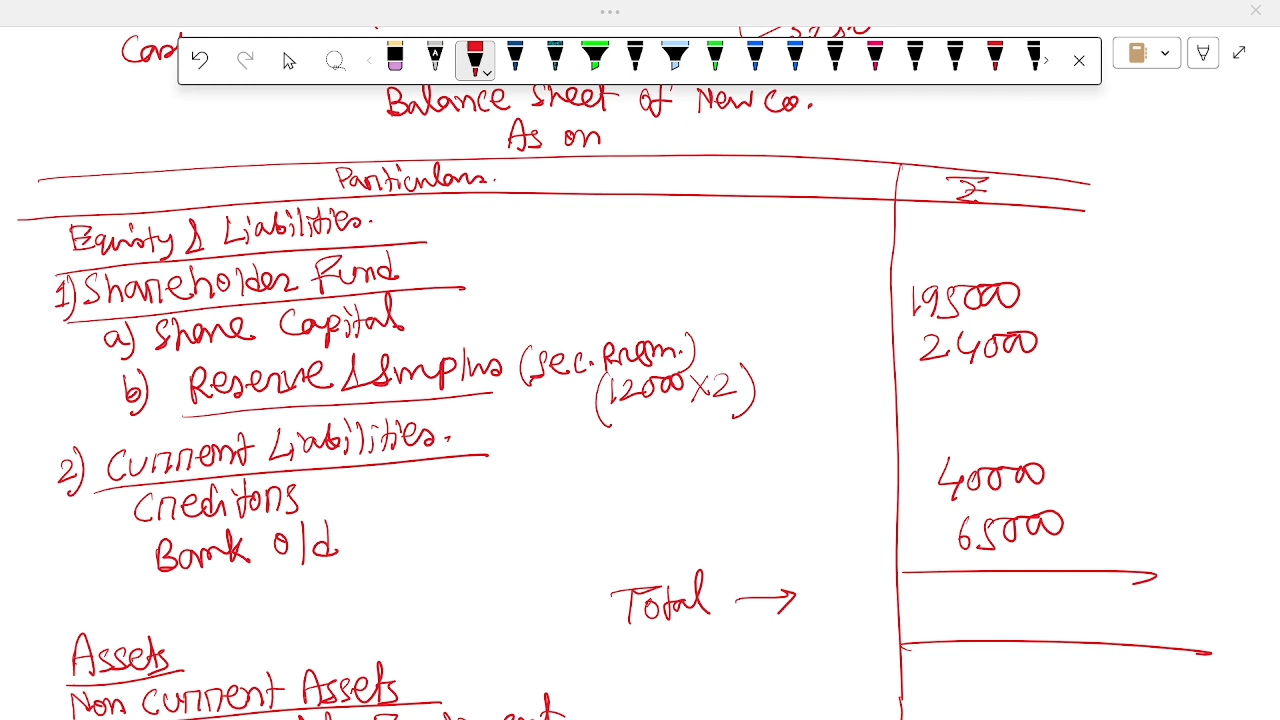 Balance Sheet of New Co.
As on
Particulars. ₹
Equity & Liabilities.
1) Shareholder Fund
a) Share Capital 195000
b) Reserve & Surplus (Sec. Prem.) 24000
(12000 x 2)
2) Current Liabilities.
Creditors 40000
Bank o/d 65000
Total →
Assets
Non Current Assets